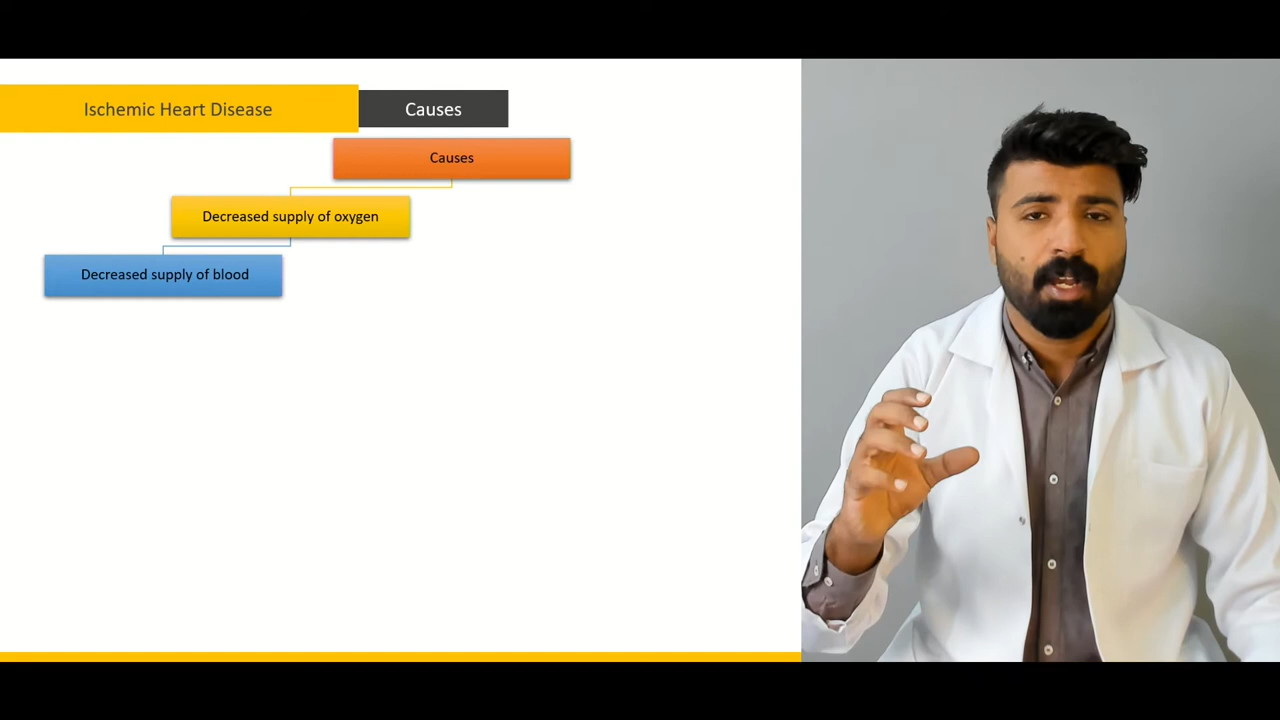 Ischemic Heart Disease
Causes
Causes
Decreased supply of oxygen
Decreased supply of blood